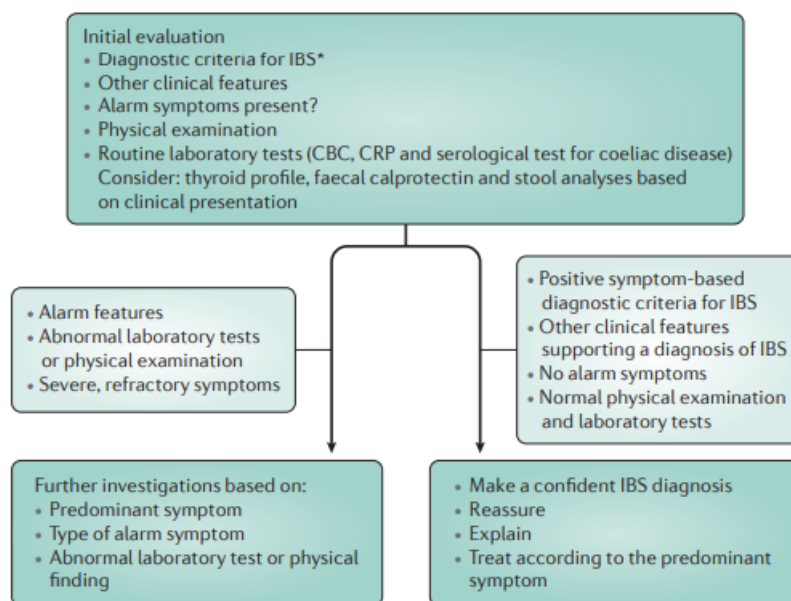 Initial evaluation
• Diagnostic criteria for IBS*
• Other clinical features
• Alarm symptoms present?
• Physical examination
• Routine laboratory tests (CBC, CRP and serological test for coeliac disease)
Consider: thyroid profile, faecal calprotectin and stool analyses based
on clinical presentation
• Alarm features
• Abnormal laboratory tests
or physical examination
• Severe, refractory symptoms
• Positive symptom-based
diagnostic criteria for IBS
• Other clinical features
supporting a diagnosis of IBS
• No alarm symptoms
• Normal physical examination
and laboratory tests
Further investigations based on:
• Predominant symptom
• Type of alarm symptom
• Abnormal laboratory test or physical
finding
• Make a confident IBS diagnosis
• Reassure
• Explain
• Treat according to the predominant
symptom